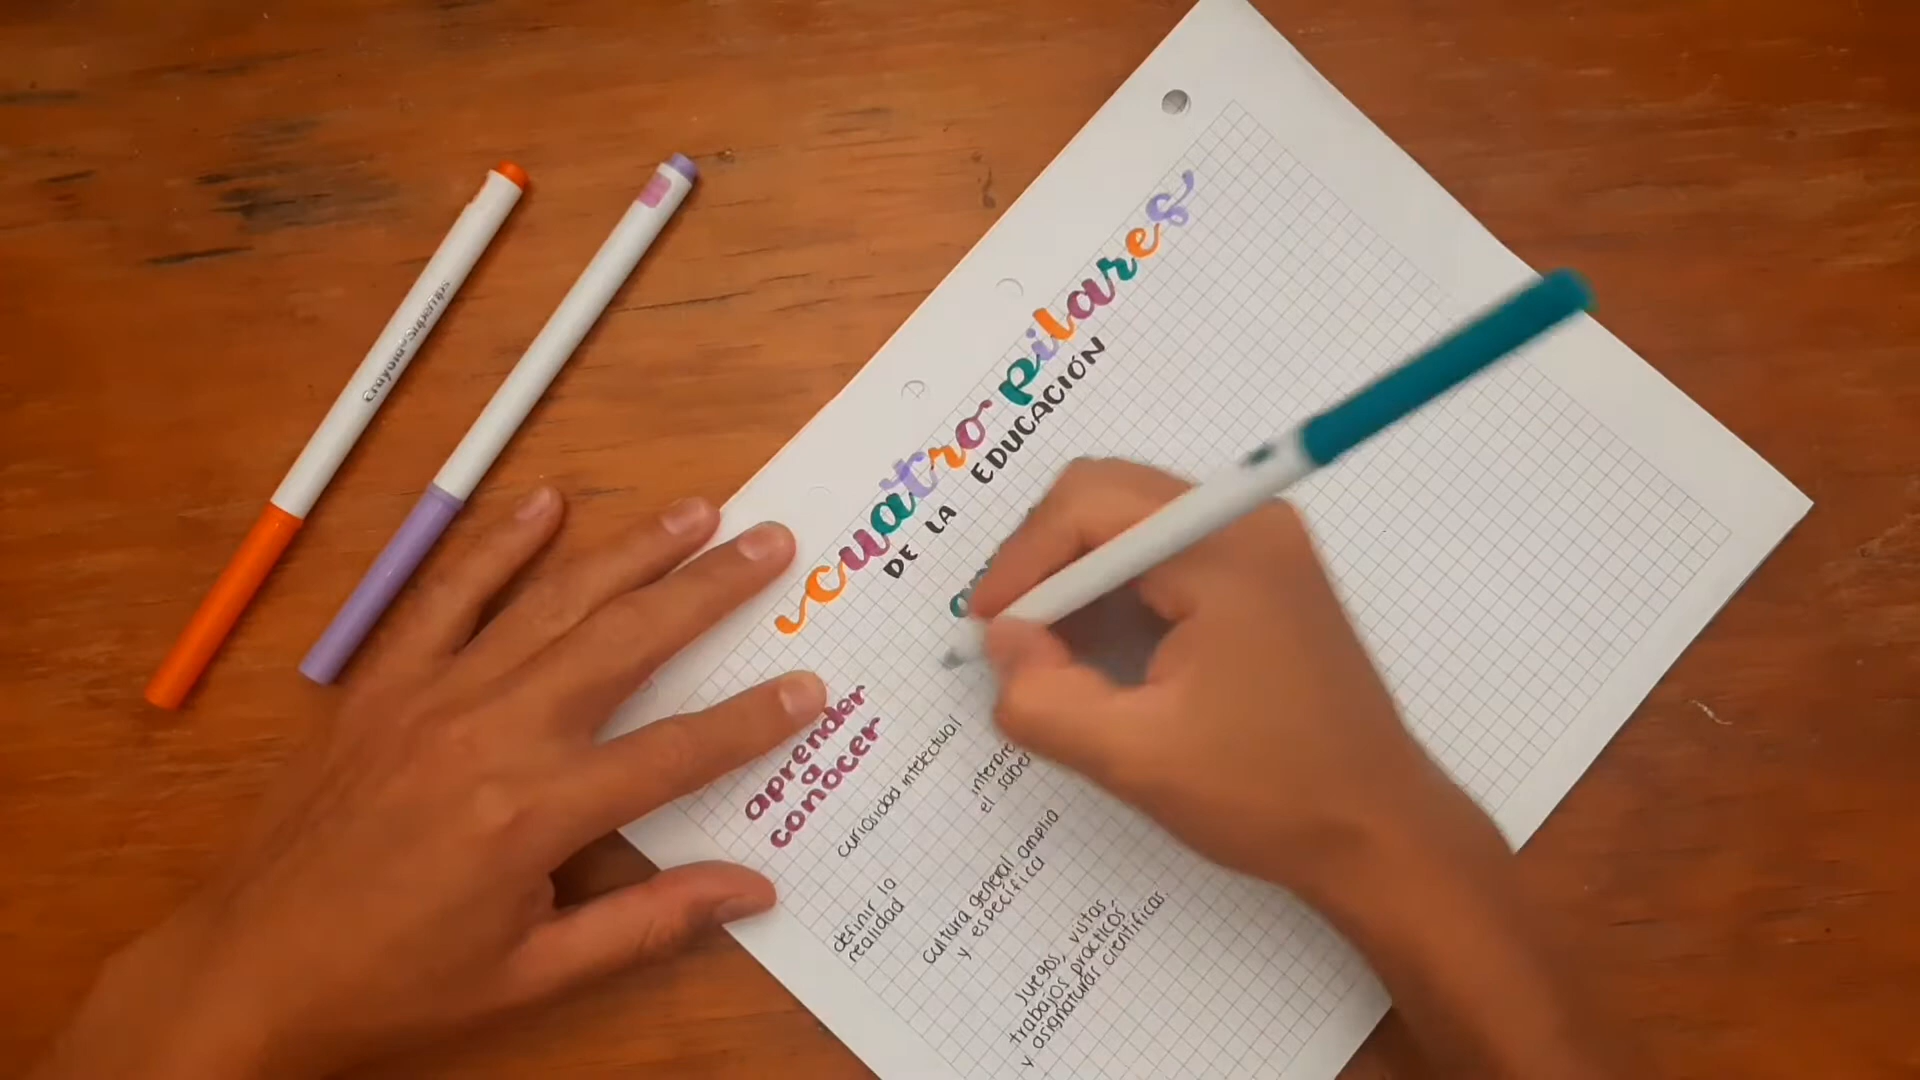 cuatro pilares
DE LA EDUCACIÓN
aprender
a
conocer
curiosidad intelectual
el saber
definir la
realidad
cultura general amplia
y específica
juegos, visitas,
trabajos prácticos,
y asignaturas científicas.
Crayola Supertips